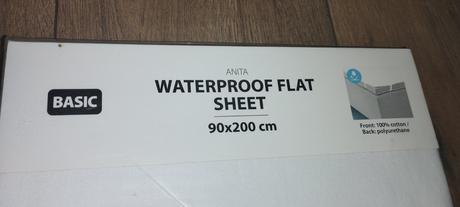 ANITA
WATERPROOF FLAT
SHEET
90x200 cm
BASIC
Front: 100% cotton /
Back: polyurethane